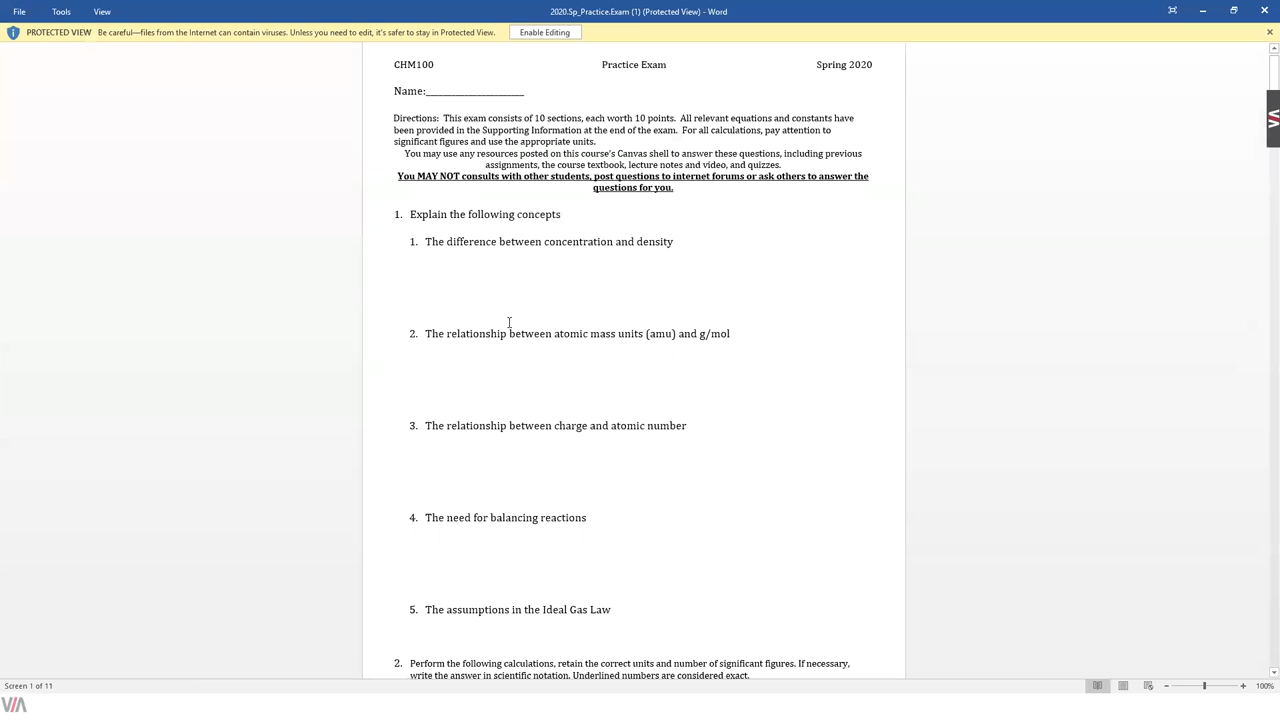 File Tools View 2020.Sp_Practice.Exam (1) (Protected View) - Word
PROTECTED VIEW Be careful—files from the Internet can contain viruses. Unless you need to edit, it's safer to stay in Protected View. Enable Editing
CHM100 Practice Exam Spring 2020
Name:____________________
Directions: This exam consists of 10 sections, each worth 10 points. All relevant equations and constants have
been provided in the Supporting Information at the end of the exam. For all calculations, pay attention to
significant figures and use the appropriate units.
You may use any resources posted on this course's Canvas shell to answer these questions, including previous
assignments, the course textbook, lecture notes and video, and quizzes.
You MAY NOT consults with other students, post questions to internet forums or ask others to answer the
questions for you.
1. Explain the following concepts
1. The difference between concentration and density
2. The relationship between atomic mass units (amu) and g/mol
3. The relationship between charge and atomic number
4. The need for balancing reactions
5. The assumptions in the Ideal Gas Law
2. Perform the following calculations, retain the correct units and number of significant figures. If necessary,
write the answer in scientific notation. Underlined numbers are considered exact.
Screen 1 of 11 100%
VIA